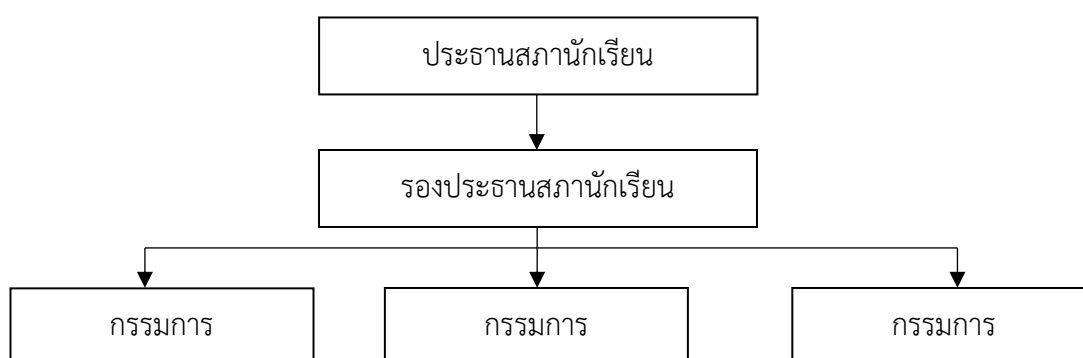 ประธานสภานักเรียน
รองประธานสภานักเรียน
กรรมการ
กรรมการ
กรรมการ